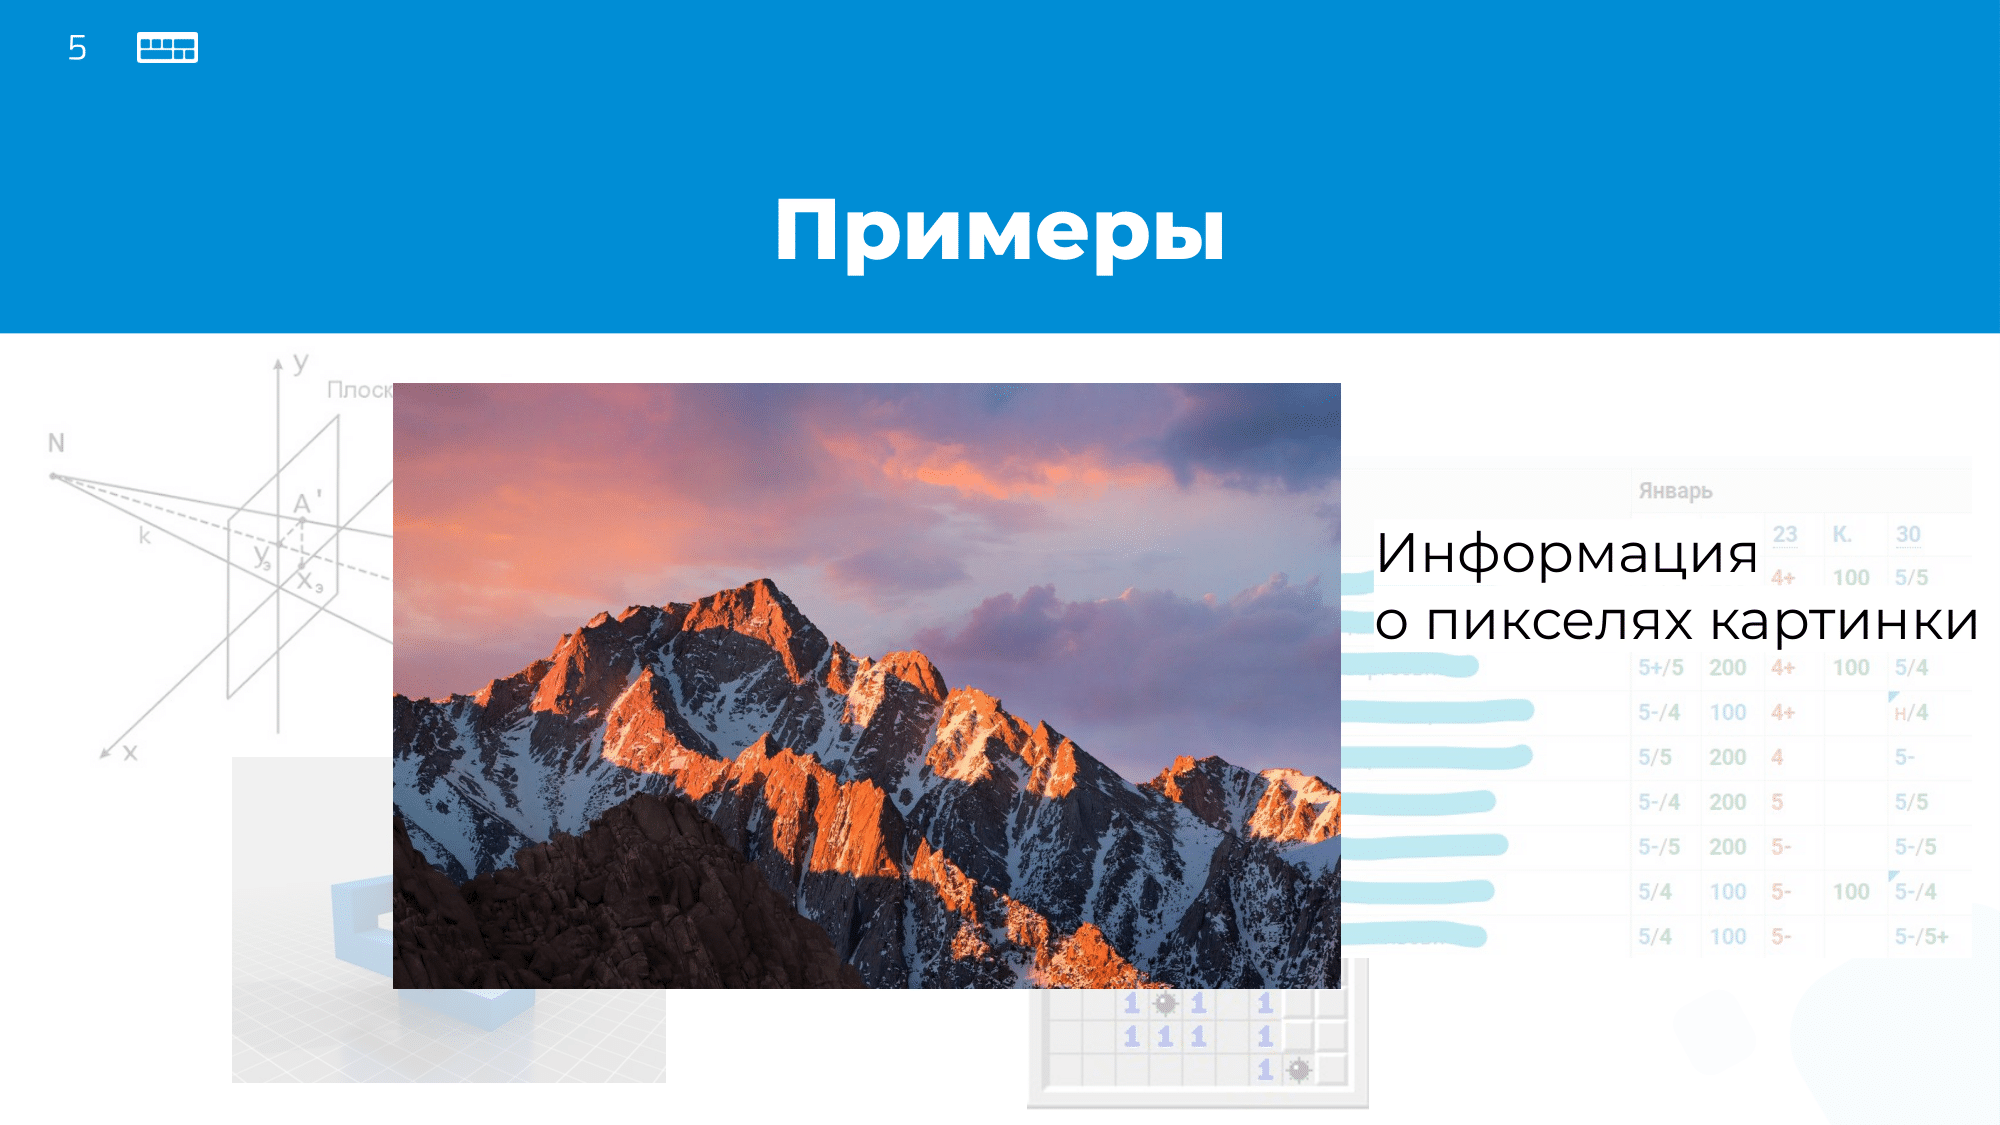 5
Примеры
y
Плоск
N
A'
k
yэ
xэ
x
Январь
23 К. 30
4+ 100 5/5
Информация
о пикселях картинки
5+/5 200 4+ 100 5/4
5-/4 100 4+ н/4
5/5 200 4 5-
5-/4 200 5 5/5
5-/5 200 5- 5-/5
5/4 100 5- 100 5-/4
5/4 100 5- 5-/5+
1 1 1
1 1 1 1
1